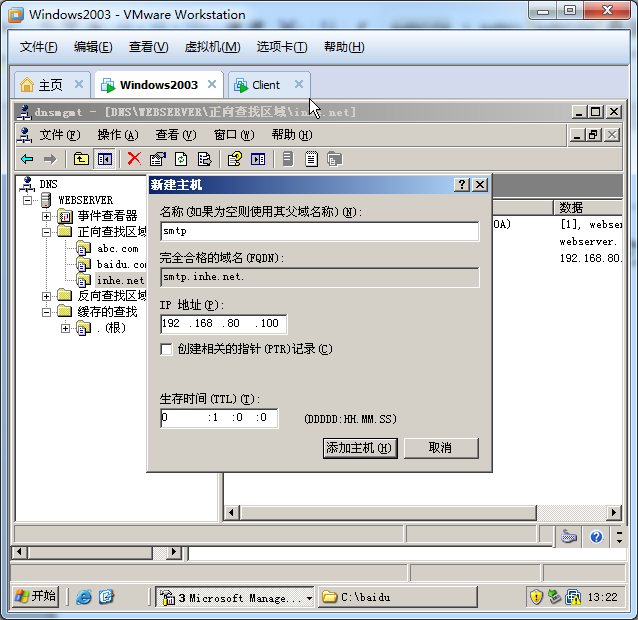 Windows2003 - VMware Workstation
文件(F) 编辑(E) 查看(V) 虚拟机(M) 选项卡(T) 帮助(H)
主页 Windows2003 Client
dnsmgmt - [DNS\WEBSERVER\正向查找区域\inhe.net]
文件(F) 操作(A) 查看(V) 窗口(W) 帮助(H)
DNS
WEBSERVER
事件查看器
正向查找区域
abc.com
baidu.com
inhe.net
反向查找区域
缓存的查找
.(根)
数据
OA) [1], webse
webserver.
192.168.80.
新建主机
名称(如果为空则使用其父域名称)(N):
smtp
完全合格的域名(FQDN):
smtp.inhe.net.
IP 地址(P):
192 .168 .80 .100
创建相关的指针(PTR)记录(C)
生存时间(TTL)(T):
0 :1 :0 :0 (DDDDD:HH.MM.SS)
添加主机(H) 取消
开始 3 Microsoft Manage... C:\baidu 13:22